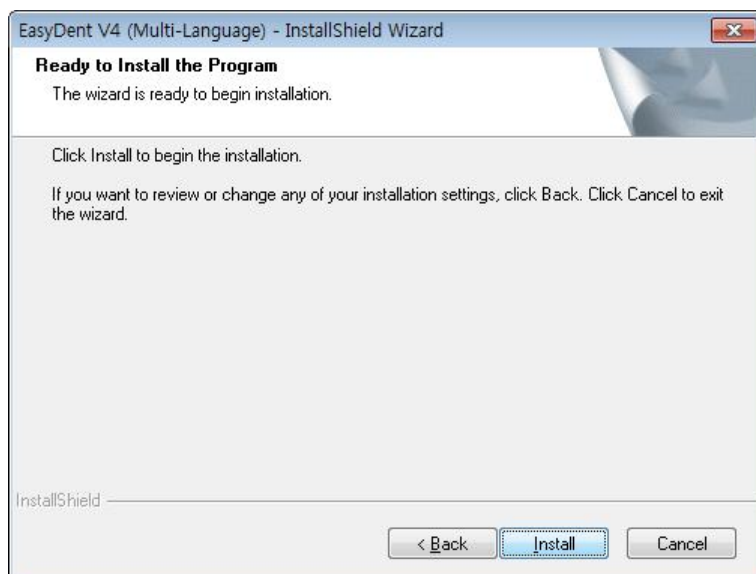 EasyDent V4 (Multi-Language) - InstallShield Wizard
Ready to Install the Program
The wizard is ready to begin installation.
Click Install to begin the installation.
If you want to review or change any of your installation settings, click Back. Click Cancel to exit
the wizard.
InstallShield
< Back
Install
Cancel